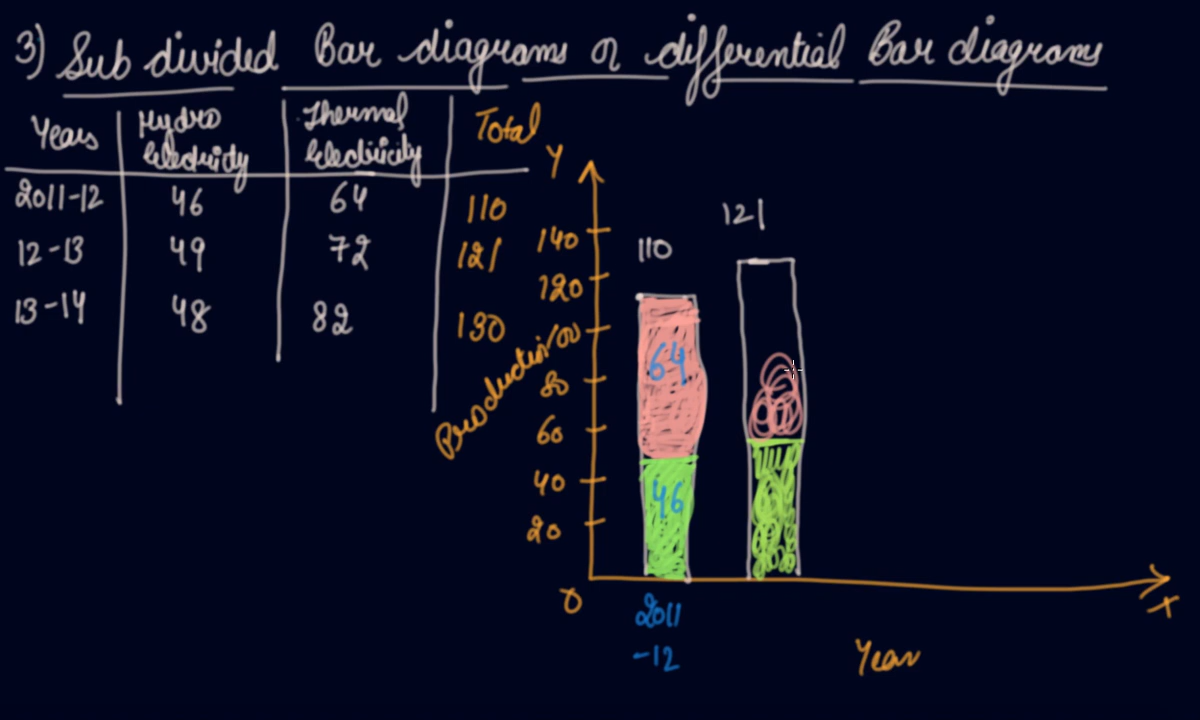 3) Sub divided Bar diagrams or differential Bar diagrams
Years Hydro Electricity Thermal Electricity Total
2011-12 46 64 110
12-13 49 72 121
13-14 48 82 130
Y
140
120
100
80
60
40
20
0
Production
110
121
64
46
2011
-12
Year
X